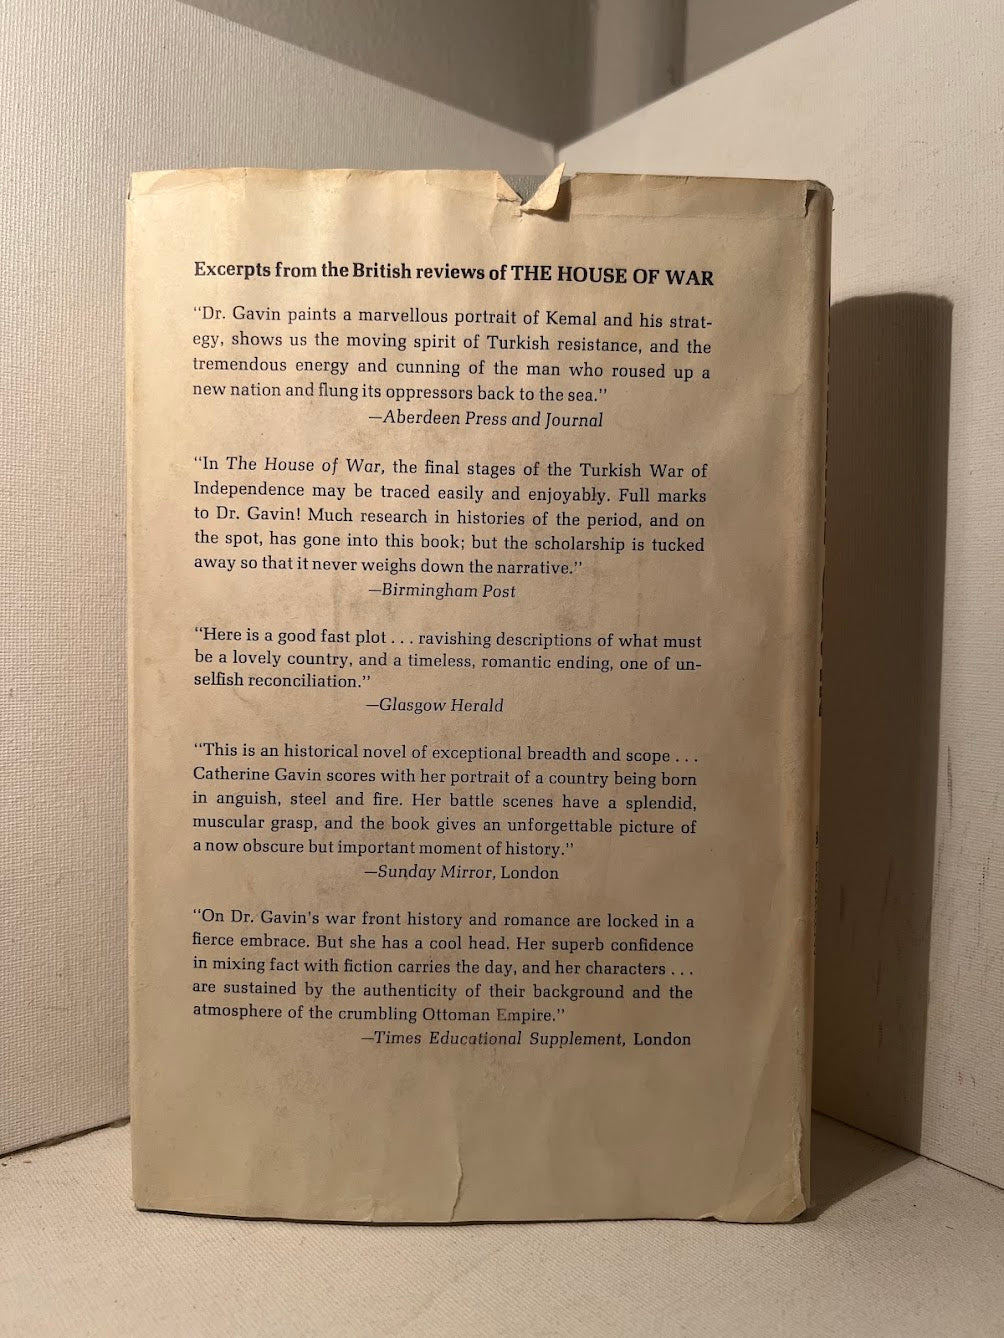 Excerpts from the British reviews of THE HOUSE OF WAR
“Dr. Gavin paints a marvellous portrait of Kemal and his strat-
egy, shows us the moving spirit of Turkish resistance, and the
tremendous energy and cunning of the man who roused up a
new nation and flung its oppressors back to the sea.”
—Aberdeen Press and Journal
“In The House of War, the final stages of the Turkish War of
Independence may be traced easily and enjoyably. Full marks
to Dr. Gavin! Much research in histories of the period, and on
the spot, has gone into this book; but the scholarship is tucked
away so that it never weighs down the narrative.”
—Birmingham Post
“Here is a good fast plot . . . ravishing descriptions of what must
be a lovely country, and a timeless, romantic ending, one of un-
selfish reconciliation.”
—Glasgow Herald
“This is an historical novel of exceptional breadth and scope . . .
Catherine Gavin scores with her portrait of a country being born
in anguish, steel and fire. Her battle scenes have a splendid,
muscular grasp, and the book gives an unforgettable picture of
a now obscure but important moment of history.”
—Sunday Mirror, London
“On Dr. Gavin's war front history and romance are locked in a
fierce embrace. But she has a cool head. Her superb confidence
in mixing fact with fiction carries the day, and her characters . . .
are sustained by the authenticity of their background and the
atmosphere of the crumbling Ottoman Empire.”
—Times Educational Supplement, London